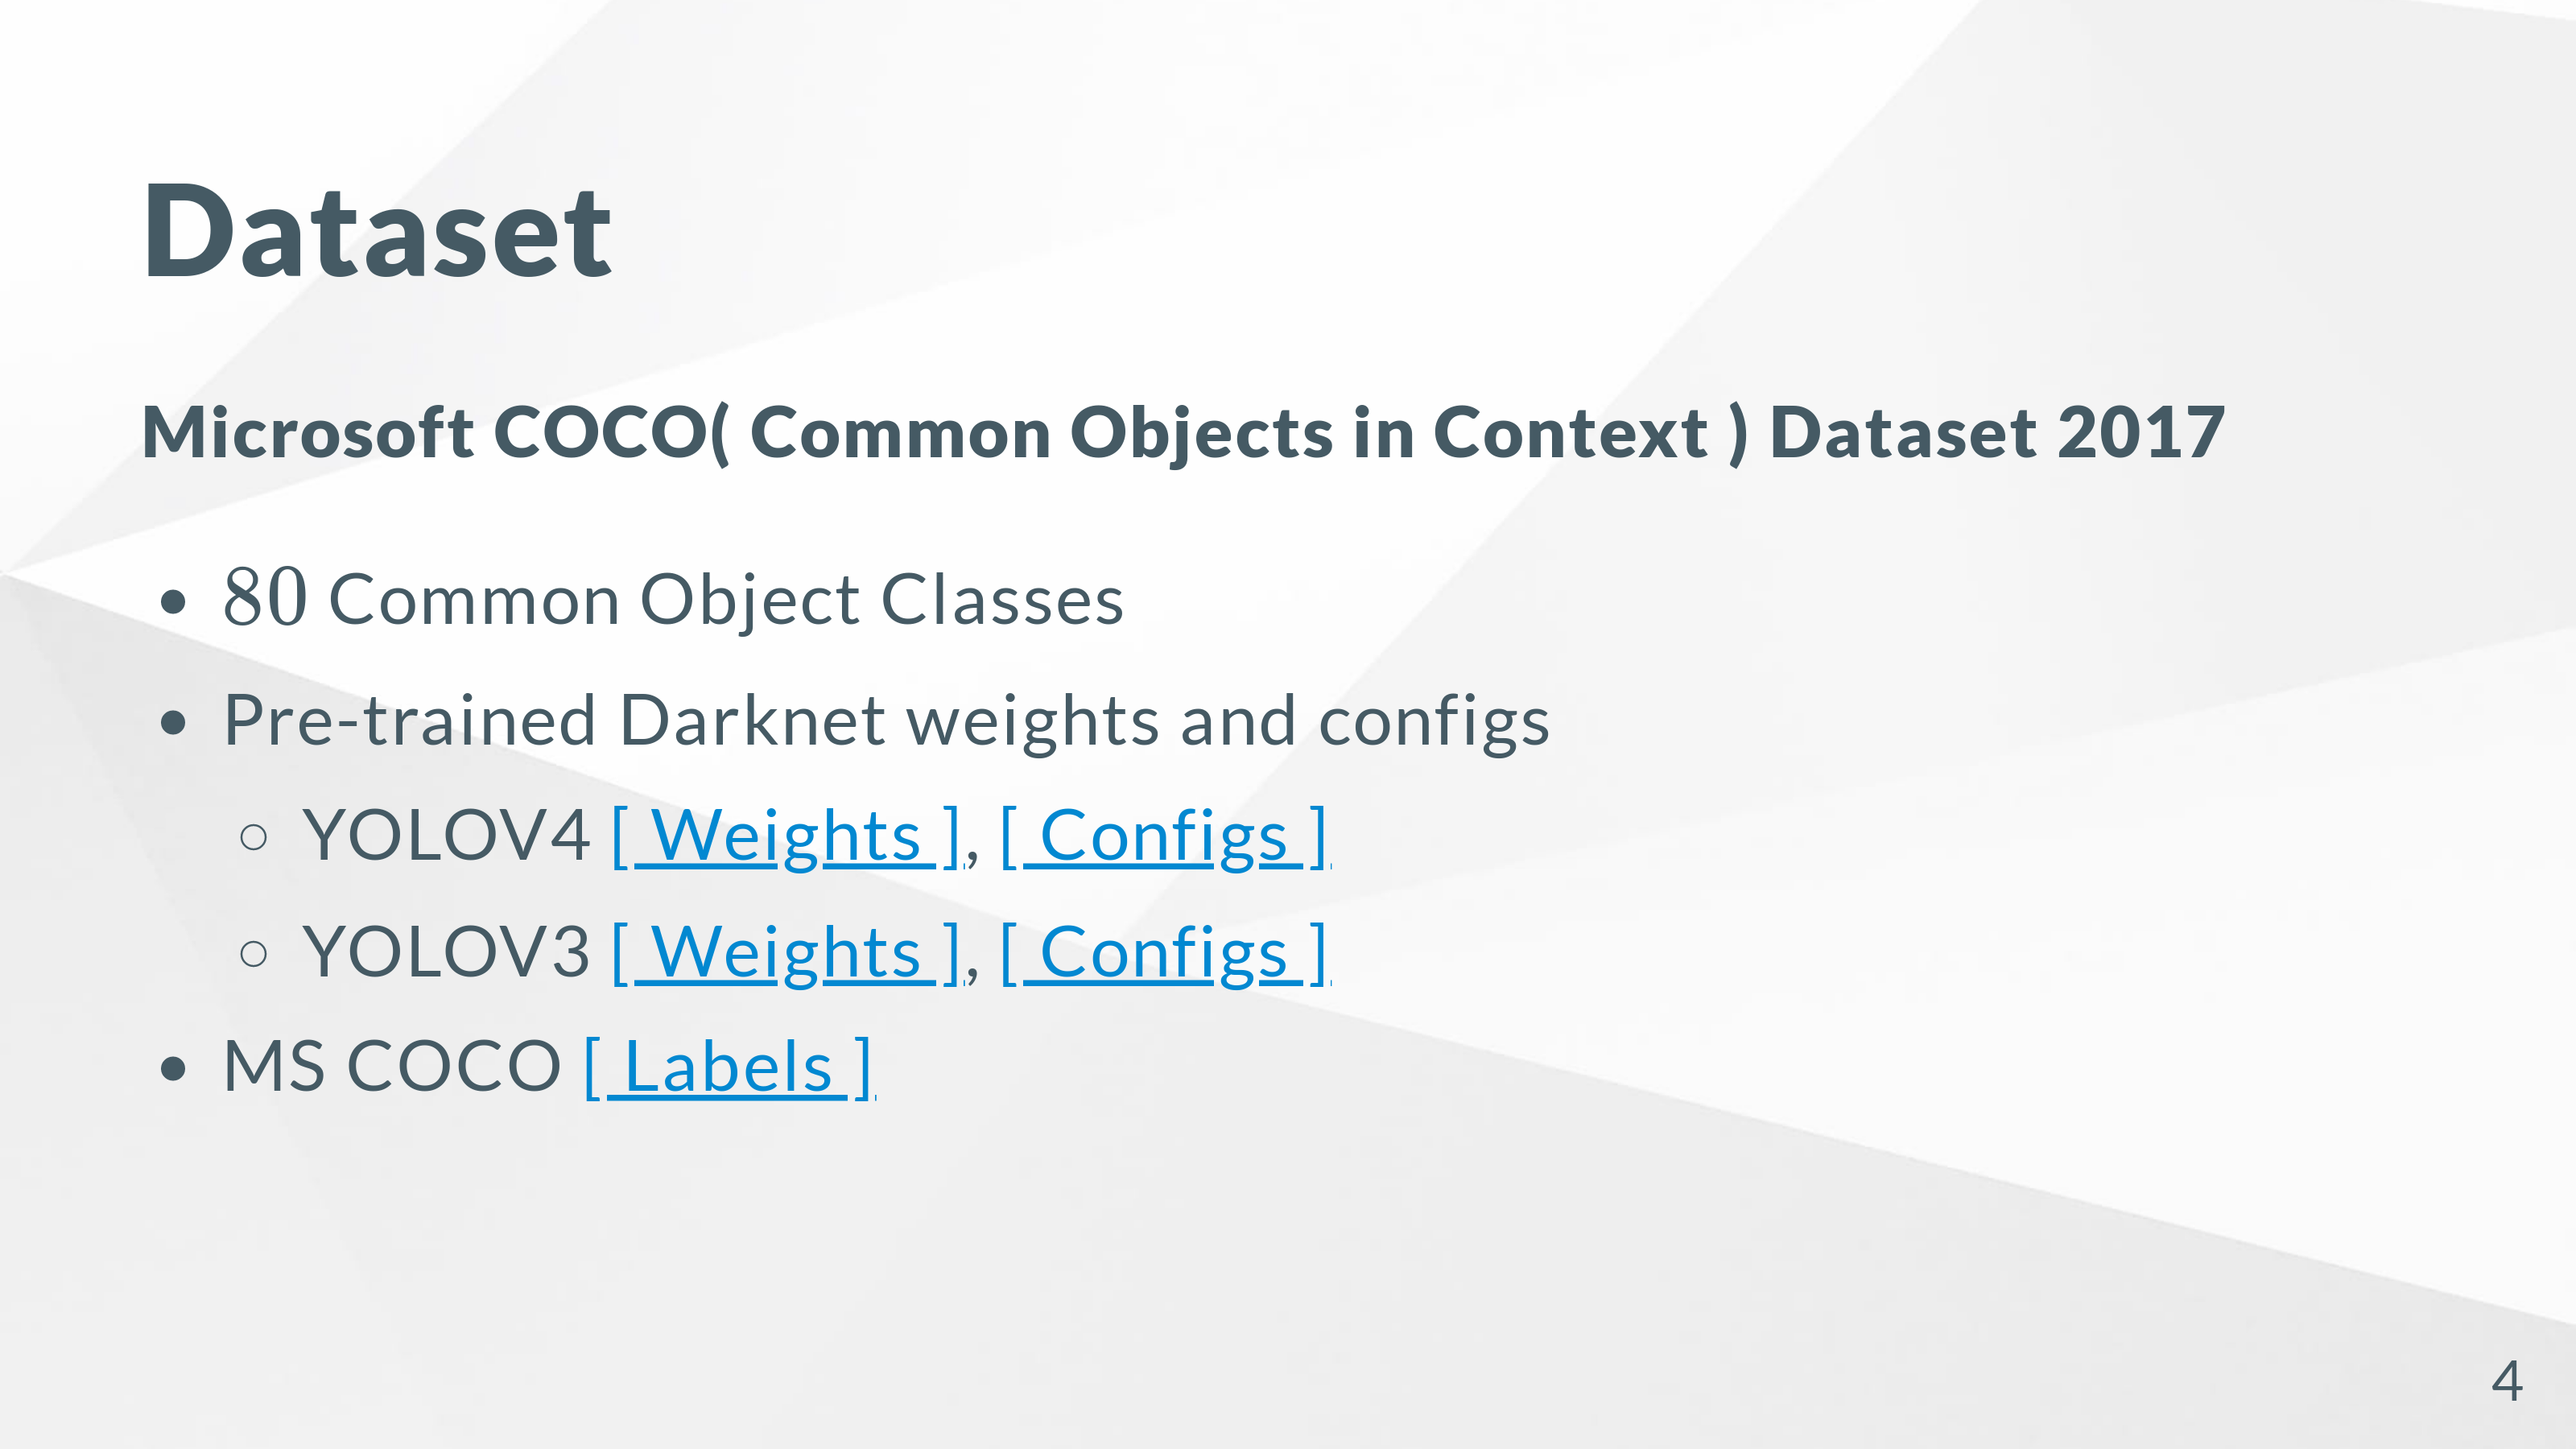 Dataset
Microsoft COCO( Common Objects in Context ) Dataset 2017
• 80 Common Object Classes
• Pre-trained Darknet weights and configs
○ YOLOV4 [ Weights ], [ Configs ]
○ YOLOV3 [ Weights ], [ Configs ]
• MS COCO [ Labels ]
4